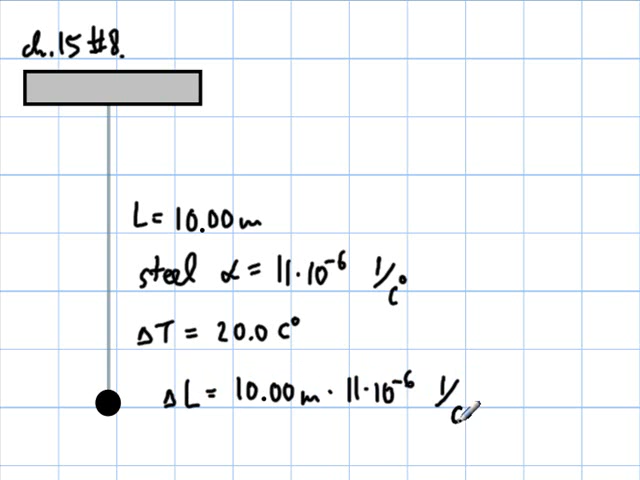 ch.15 #8.
L = 10.00 m
steel α = 11·10⁻⁶ 1/C°
ΔT = 20.0 C°
ΔL = 10.00 m · 11·10⁻⁶ 1/C